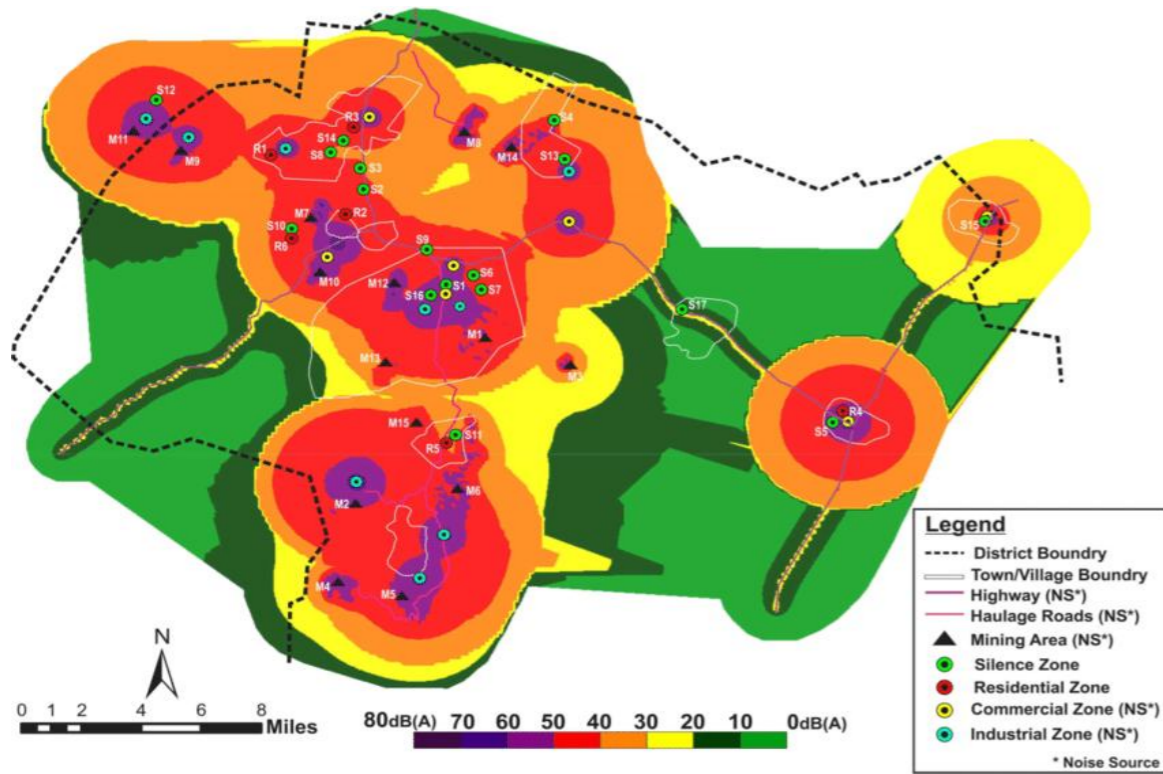 S12
M11
M9
R3
S14
R1
S8
S3
S2
M8
M14
S4
S13
S15
M7
R2
S10
R6
M10
S9
M12
S6
S1
S7
S16
M1
M13
S17
M15
S11
R5
R4
S5
M2
M6
M4
M5
N
0 1 2 4 6 8
Miles
80dB(A) 70 60 50 40 30 20 10 0dB(A)
Legend
District Boundry
Town/Village Boundry
Highway (NS*)
Haulage Roads (NS*)
Mining Area (NS*)
Silence Zone
Residential Zone
Commercial Zone (NS*)
Industrial Zone (NS*)
* Noise Source